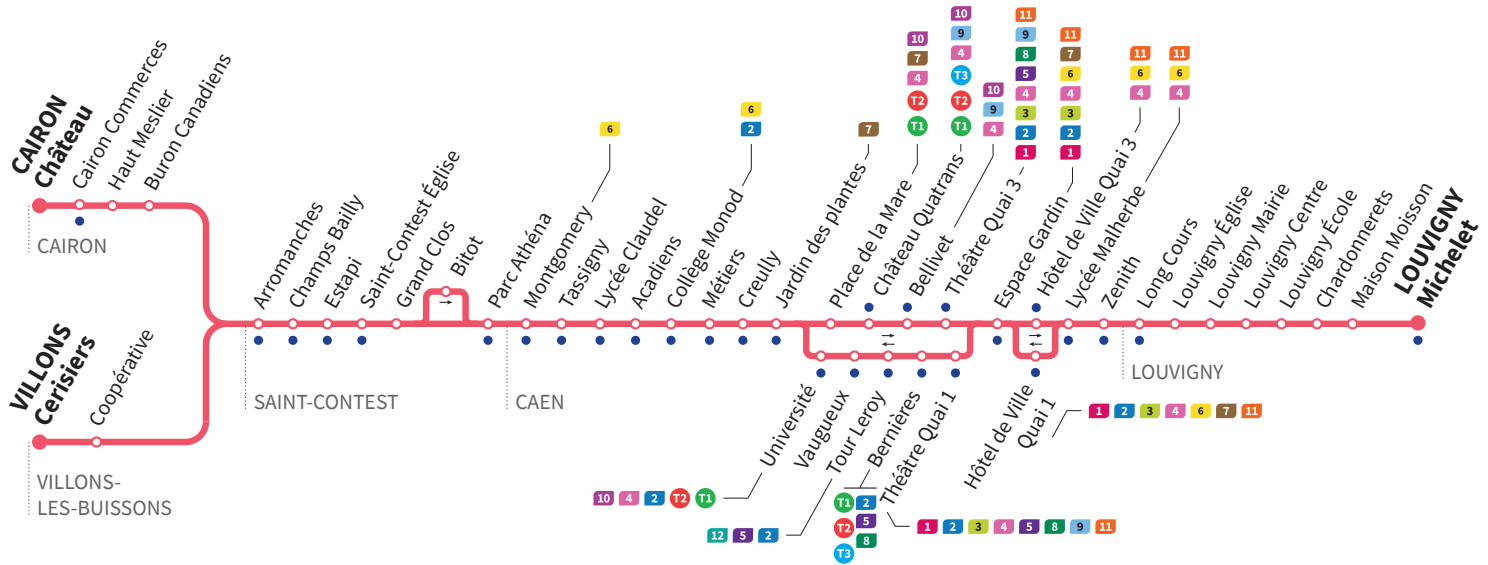 CAIRON
Château
Cairon Commerces
Haut Meslier
Buron Canadiens
CAIRON
VILLONS
Cerisiers
Coopérative
VILLONS-
LES-BUISSONS
Arromanches
Champs Bailly
Estapi
Saint-Contest Église
Grand Clos
Bitot
SAINT-CONTEST
Parc Athéna
Montgomery
6
Tassigny
Lycée Claudel
Acadiens
Collège Monod
6
2
Métiers
Creully
Jardin des plantes
7
CAEN
Place de la Mare
10
7
4
T2
T1
Château Quatrans
10
9
4
T3
T2
T1
Bellivet
10
9
4
Théâtre Quai 3
11
9
8
5
4
3
2
1
Espace Gardin
11
7
6
4
3
2
1
Hôtel de Ville Quai 3
11
6
4
Lycée Malherbe
11
6
4
Zenith
Long Cours
Louvigny Église
Louvigny Mairie
Louvigny Centre
Louvigny École
Chardonnerets
Maison Moisson
LOUVIGNY
Michelet
LOUVIGNY
Université
10 4 2 T2 T1
Vaugueux
Tour Leroy
12 5 2
Bernières
T1 2
T2 5
T3 8
Théâtre Quai 1
1 2 3 4 5 8 9 11
Hôtel de Ville
Quai 1
1 2 3 4 6 7 11